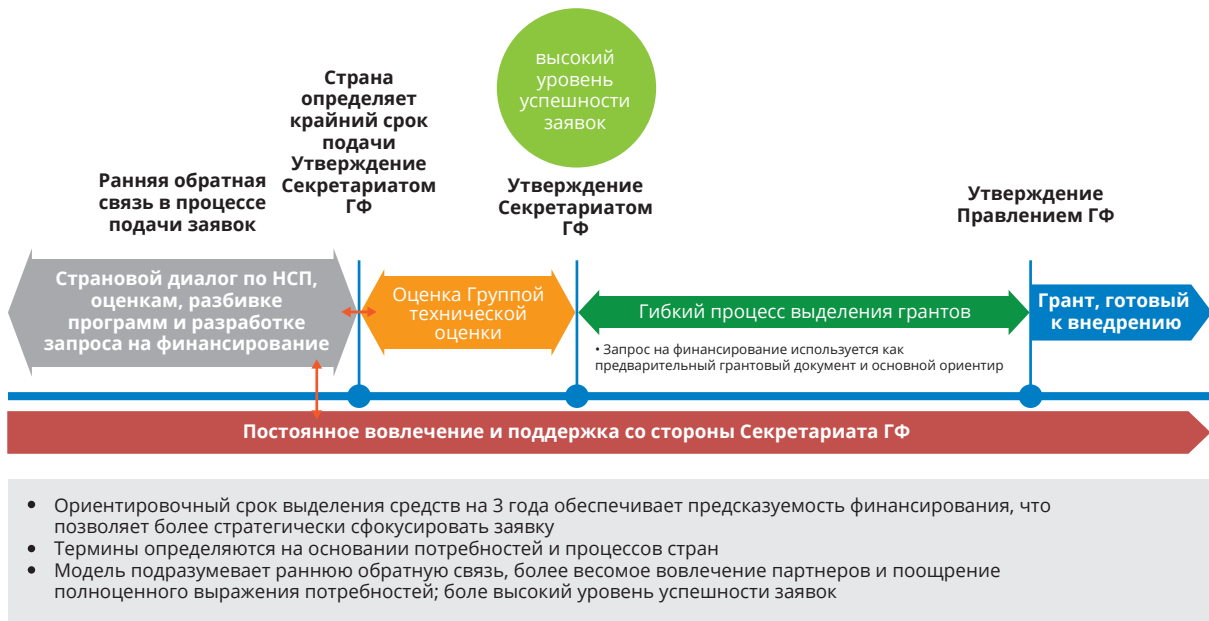 высокий
уровень
успешности
заявок
Страна
определяет
крайний срок
подачи
Утверждение
Секретариатом
ГФ
Ранняя обратная
связь в процессе
подачи заявок
Утверждение
Секретариатом
ГФ
Утверждение
Правлением ГФ
Страновой диалог по НСП,
оценкам, разбивке
программ и разработке
запроса на финансирование
Оценка Группой
технической
оценки
Гибкий процесс выделения грантов
Грант, готовый
к внедрению
• Запрос на финансирование используется как
предварительный грантовый документ и основной ориентир
Постоянное вовлечение и поддержка со стороны Секретариата ГФ
• Ориентировочный срок выделения средств на 3 года обеспечивает предсказуемость финансирования, что
позволяет более стратегически сфокусировать заявку
• Термины определяются на основании потребностей и процессов стран
• Модель подразумевает раннюю обратную связь, более весомое вовлечение партнеров и поощрение
полноценного выражения потребностей; боле высокий уровень успешности заявок